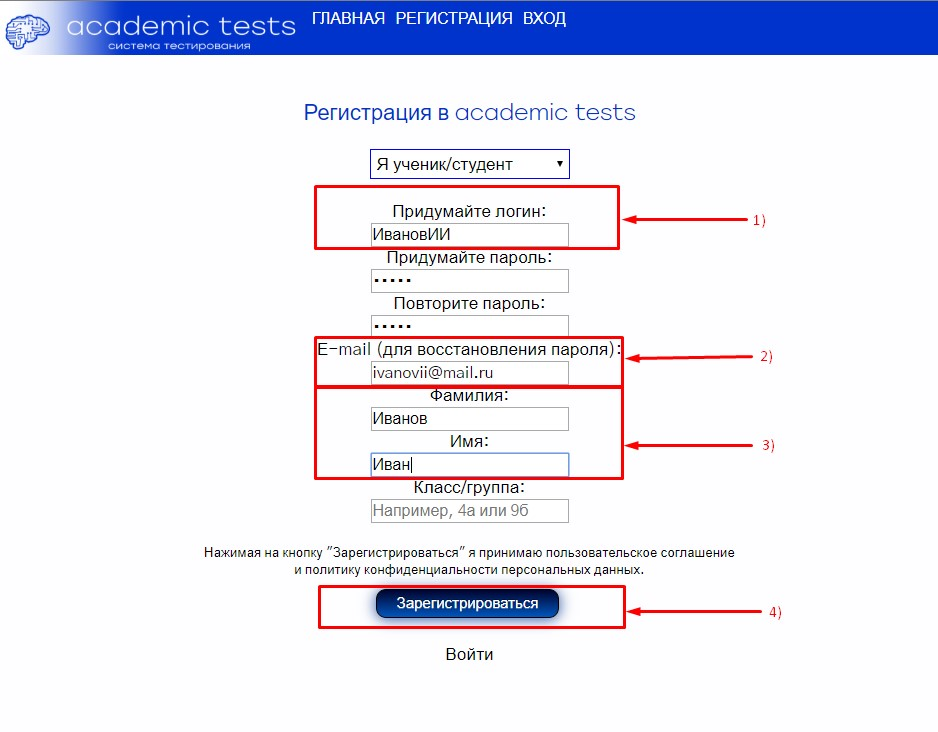 academic tests
система тестирования
ГЛАВНАЯ РЕГИСТРАЦИЯ ВХОД
Регистрация в academic tests
Я ученик/студент
Придумайте логин:
ИвановИИ
1)
Придумайте пароль:
•••••
Повторите пароль:
•••••
E-mail (для восстановления пароля):
ivanovii@mail.ru
2)
Фамилия:
Иванов
Имя:
Иван
3)
Класс/группа:
Например, 4а или 9б
Нажимая на кнопку "Зарегистрироваться" я принимаю пользовательское соглашение
и политику конфиденциальности персональных данных.
Зарегистрироваться
4)
Войти